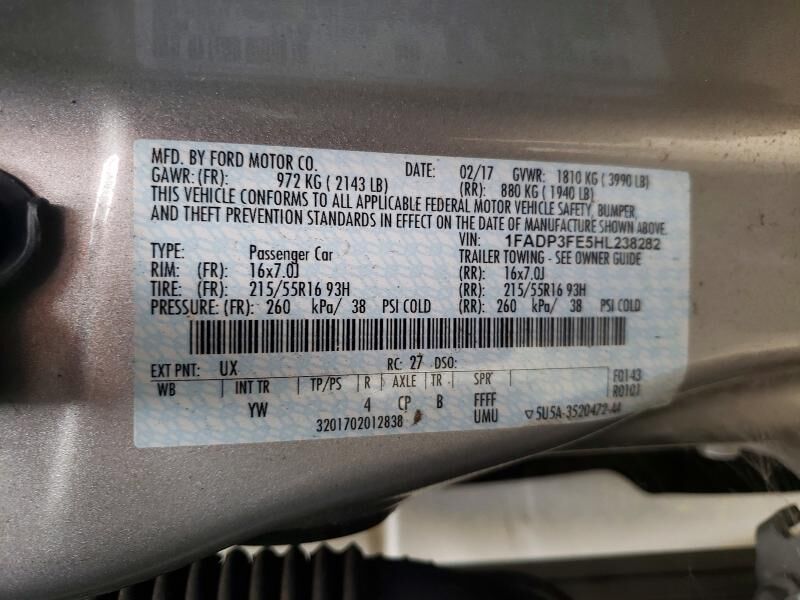 MFD. BY FORD MOTOR CO. DATE: 02/17 GVWR: 1810 KG ( 3990 LB)
GAWR: (FR): 972 KG ( 2143 LB) (RR): 880 KG ( 1940 LB)
THIS VEHICLE CONFORMS TO ALL APPLICABLE FEDERAL MOTOR VEHICLE SAFETY, BUMPER,
AND THEFT PREVENTION STANDARDS IN EFFECT ON THE DATE OF MANUFACTURE SHOWN ABOVE.
VIN: 1FADP3FE5HL238282
TYPE: Passenger Car TRAILER TOWING - SEE OWNER GUIDE
RIM: (FR): 16x7.0J (RR): 16x7.0J
TIRE: (FR): 215/55R16 93H (RR): 215/55R16 93H
PRESSURE: (FR): 260 kPa/ 38 PSI COLD (RR): 260 kPa/ 38 PSI COLD
EXT PNT: UX RC: 27 DSO:
WB INT TR TP/PS R AXLE TR SPR F0143
R0101
YW 4 CP B FFFF
3201702012838 UMU ▽5U5A-3520472-AA